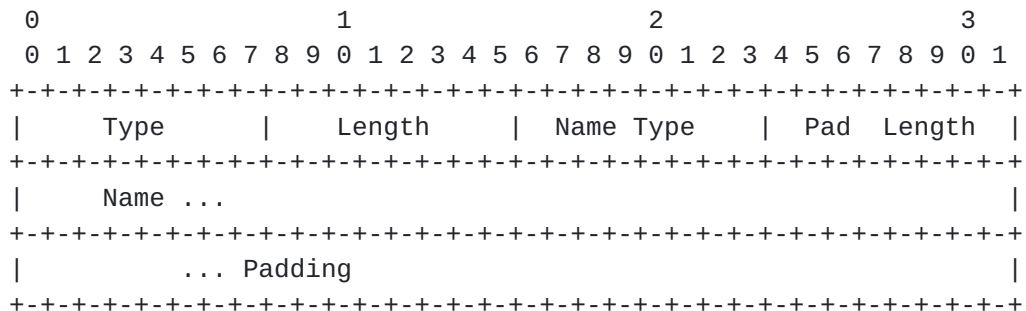 0                   1                   2                   3
 0 1 2 3 4 5 6 7 8 9 0 1 2 3 4 5 6 7 8 9 0 1 2 3 4 5 6 7 8 9 0 1
+-+-+-+-+-+-+-+-+-+-+-+-+-+-+-+-+-+-+-+-+-+-+-+-+-+-+-+-+-+-+-+-+
|     Type      |    Length     |  Name Type    |  Pad  Length  |
+-+-+-+-+-+-+-+-+-+-+-+-+-+-+-+-+-+-+-+-+-+-+-+-+-+-+-+-+-+-+-+-+
|     Name ...                                                  |
+-+-+-+-+-+-+-+-+-+-+-+-+-+-+-+-+-+-+-+-+-+-+-+-+-+-+-+-+-+-+-+-+
|          ... Padding                                          |
+-+-+-+-+-+-+-+-+-+-+-+-+-+-+-+-+-+-+-+-+-+-+-+-+-+-+-+-+-+-+-+-+